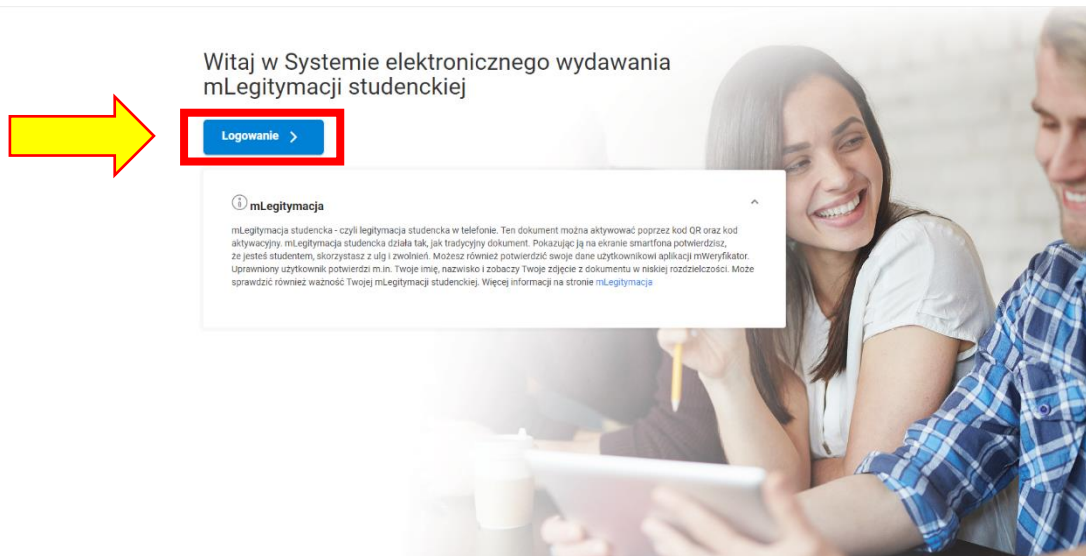 Witaj w Systemie elektronicznego wydawania
mLegitymacji studenckiej
Logowanie
mLegitymacja
mLegitymacja studencka - czyli legitymacja studencka w telefonie. Ten dokument można aktywować poprzez kod QR oraz kod
aktywacyjny. mLegitymacja studencka działa tak, jak tradycyjny dokument. Pokazując ją na ekranie smartfona potwierdzisz,
że jesteś studentem, skorzystasz z ulg i zwolnień. Możesz również potwierdzić swoje dane użytkownikowi aplikacji mWeryfikator.
Uprawniony użytkownik potwierdzi m.in. Twoje imię, nazwisko i zobaczy Twoje zdjęcie z dokumentu w niskiej rozdzielczości. Może
sprawdzić również ważność Twojej mLegitymacji studenckiej. Więcej informacji na stronie mLegitymacja